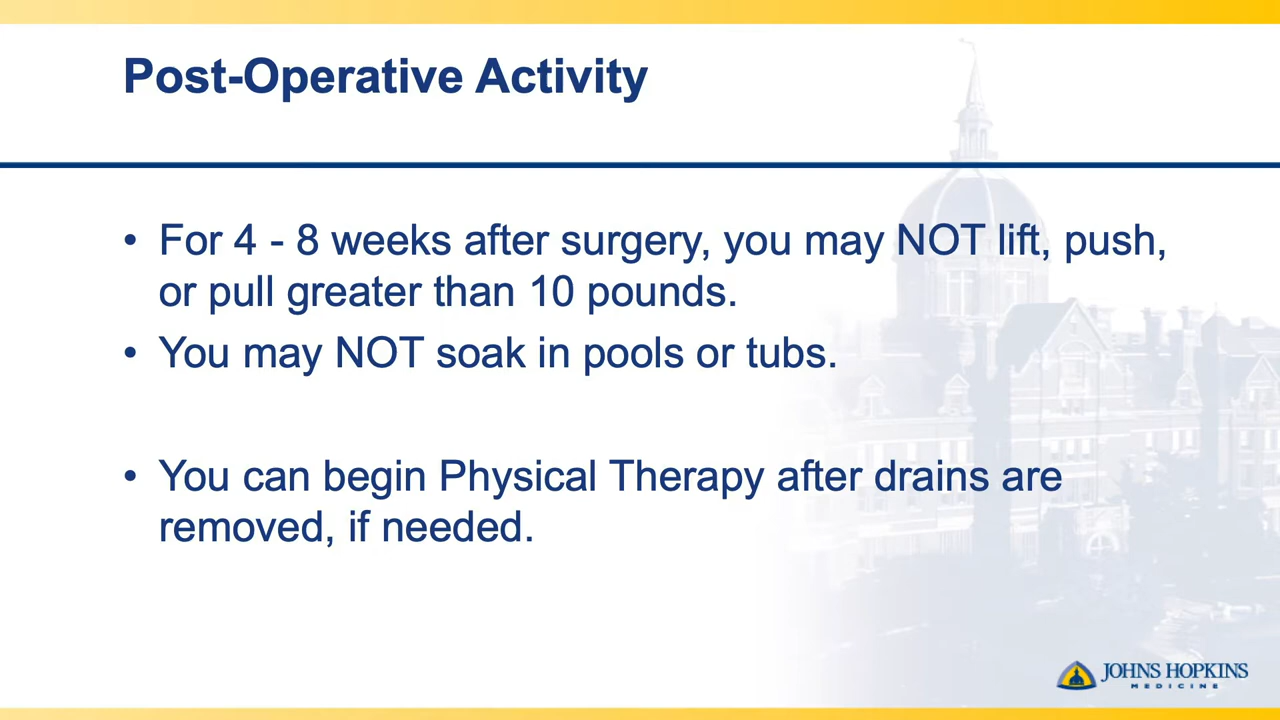 Post-Operative Activity
• For 4 - 8 weeks after surgery, you may NOT lift, push,
or pull greater than 10 pounds.
• You may NOT soak in pools or tubs.
• You can begin Physical Therapy after drains are
removed, if needed.
JOHNS HOPKINS
MEDICINE